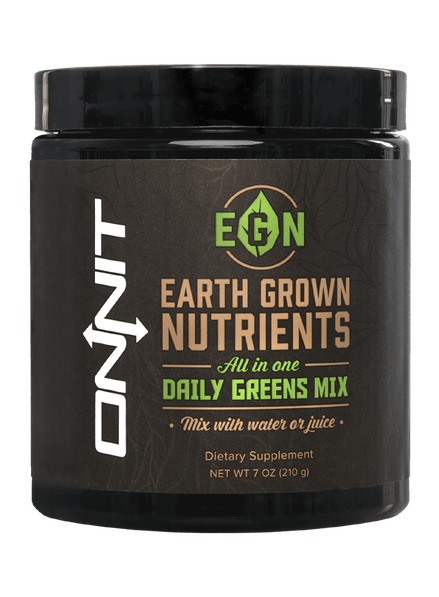 ONNIT
EGN
EARTH GROWN
NUTRIENTS
All in one
DAILY GREENS MIX
• Mix with water or juice •
Dietary Supplement
NET WT 7 OZ (210 g)